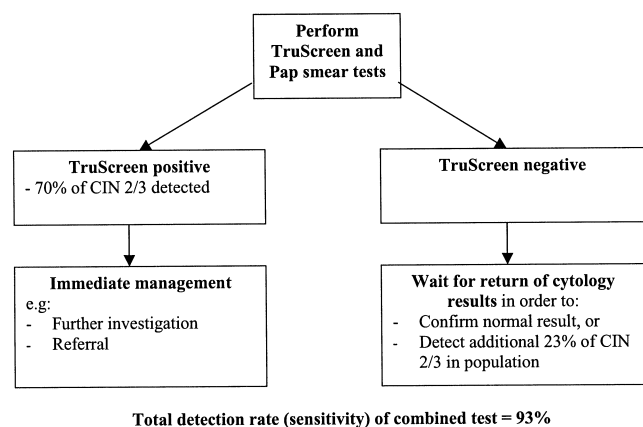 Perform
TruScreen and
Pap smear tests
TruScreen positive
- 70% of CIN 2/3 detected
TruScreen negative
Immediate management
e.g:
- Further investigation
- Referral
Wait for return of cytology
results in order to:
- Confirm normal result, or
- Detect additional 23% of CIN
2/3 in population
Total detection rate (sensitivity) of combined test = 93%